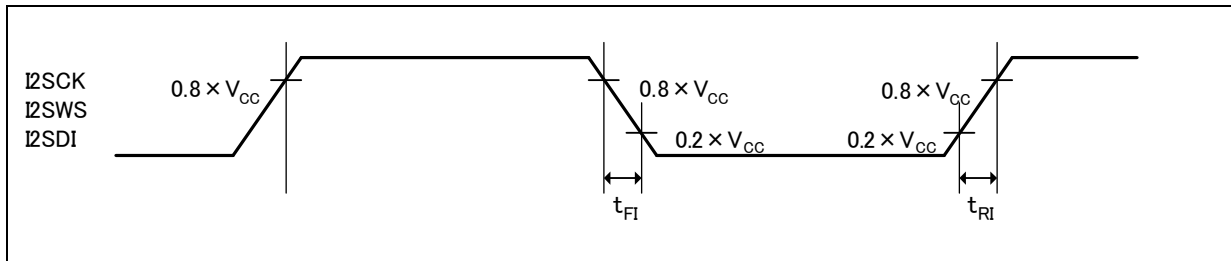 I2SCK
I2SWS
I2SDI
0.8 × VCC
0.8 × VCC
0.2 × VCC
0.8 × VCC
0.2 × VCC
tFI
tRI